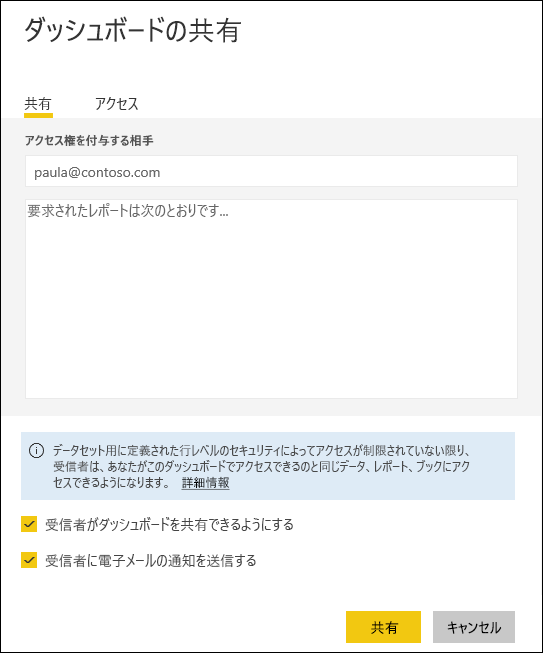 ダッシュボードの共有
共有 アクセス
アクセス権を付与する相手
paula@contoso.com
要求されたレポートは次のとおりです...
データセット用に定義された行レベルのセキュリティによってアクセスが制限されていない限り、
受信者は、あなたがこのダッシュボードでアクセスできるのと同じデータ、レポート、ブックにアク
セスできるようになります。 詳細情報
受信者がダッシュボードを共有できるようにする
受信者に電子メールの通知を送信する
共有 キャンセル